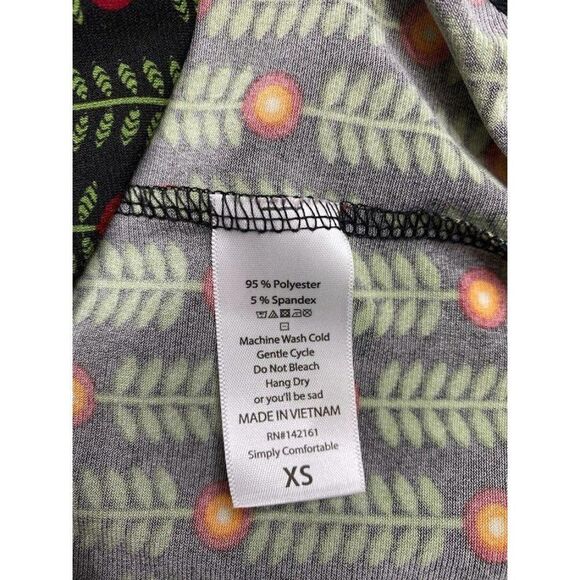 95 % Polyester
5 % Spandex
Machine Wash Cold
Gentle Cycle
Do Not Bleach
Hang Dry
or you'll be sad
MADE IN VIETNAM
RN#142161
Simply Comfortable
XS